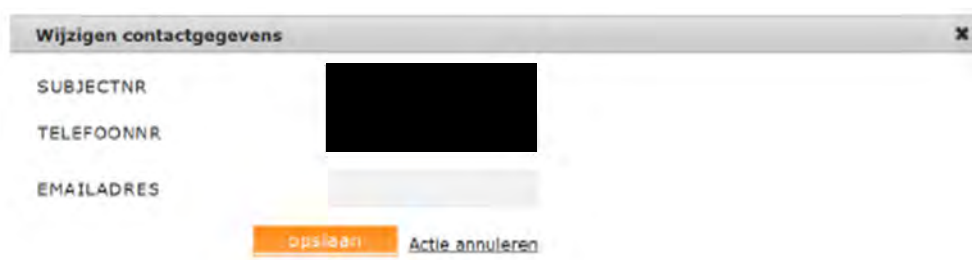 Wijzigen contactgegevens ✖
SUBJECTNR
TELEFOONNR
EMAILADRES
opslaan Actie annuleren